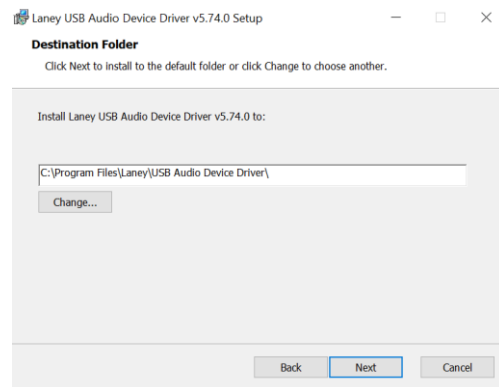 Laney USB Audio Device Driver v5.74.0 Setup
Destination Folder
Click Next to install to the default folder or click Change to choose another.
Install Laney USB Audio Device Driver v5.74.0 to:
C:\Program Files\Laney\USB Audio Device Driver\
Change...
Back Next Cancel